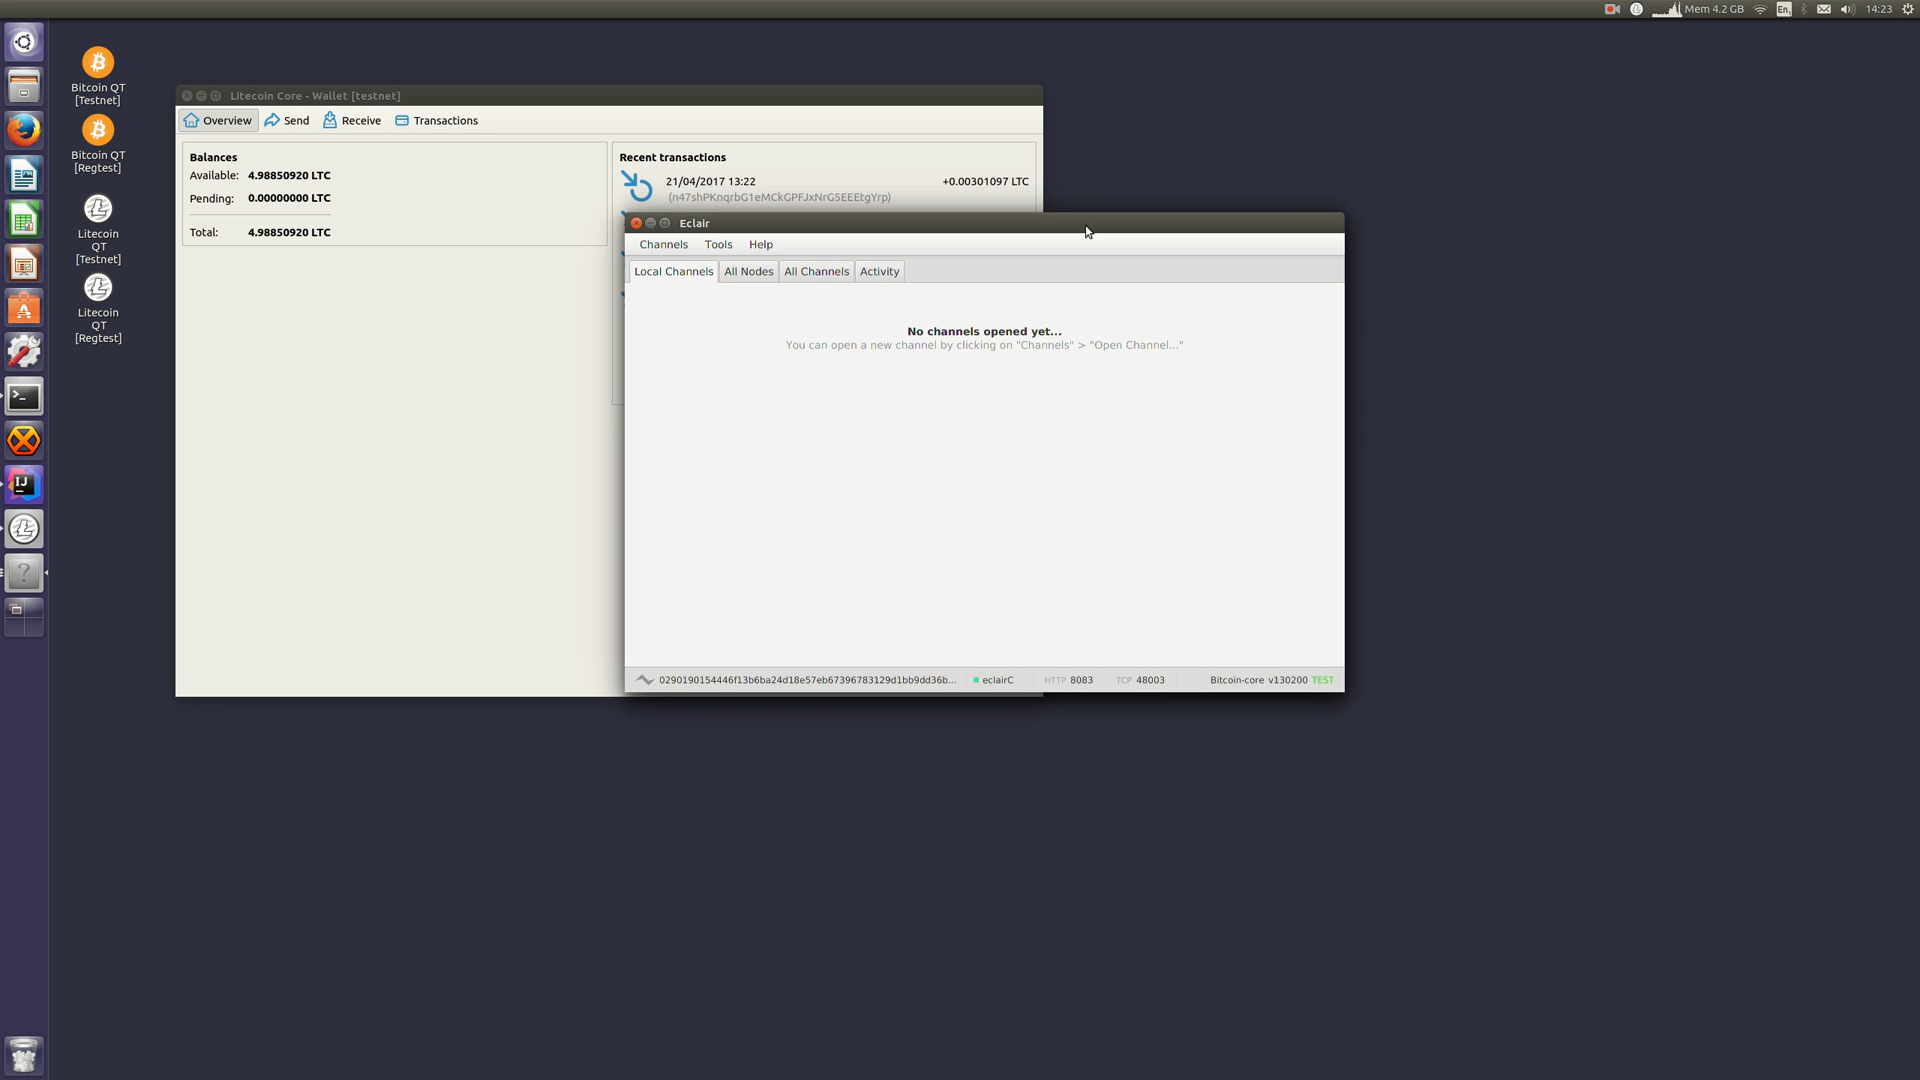 Mem 4.2 GB
En
14:23
Bitcoin QT
[Testnet]
Bitcoin QT
[Regtest]
Litecoin
QT
[Testnet]
Litecoin
QT
[Regtest]
IJ
Litecoin Core - Wallet [testnet]
Overview Send Receive Transactions
Balances
Available: 4.98850920 LTC
Pending: 0.00000000 LTC
Total: 4.98850920 LTC
Recent transactions
21/04/2017 13:22 +0.00301097 LTC
(n47shPKnqrbG1eMCkGPFJxNrG5EEEtgYrp)
Eclair
Channels Tools Help
Local Channels All Nodes All Channels Activity
No channels opened yet...
You can open a new channel by clicking on "Channels" > "Open Channel..."
0290190154446f13b6ba24d18e57eb67396783129d1bb9dd36b... eclairC HTTP 8083 TCP 48003 Bitcoin-core v130200 TEST